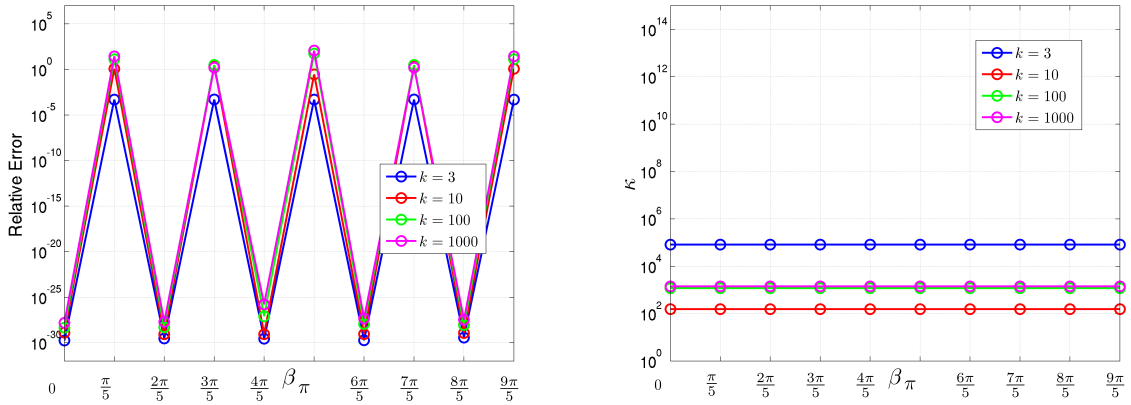 10^5
10^0
10^-5
10^-10
10^-15
10^-20
10^-25
10^-30
Relative Error
k = 3
k = 10
k = 100
k = 1000
0 π/5 2π/5 3π/5 4π/5 π 6π/5 7π/5 8π/5 9π/5
β
10^14
10^12
10^10
10^8
10^6
10^4
10^2
10^0
κ
k = 3
k = 10
k = 100
k = 1000
0 π/5 2π/5 3π/5 4π/5 π 6π/5 7π/5 8π/5 9π/5
β